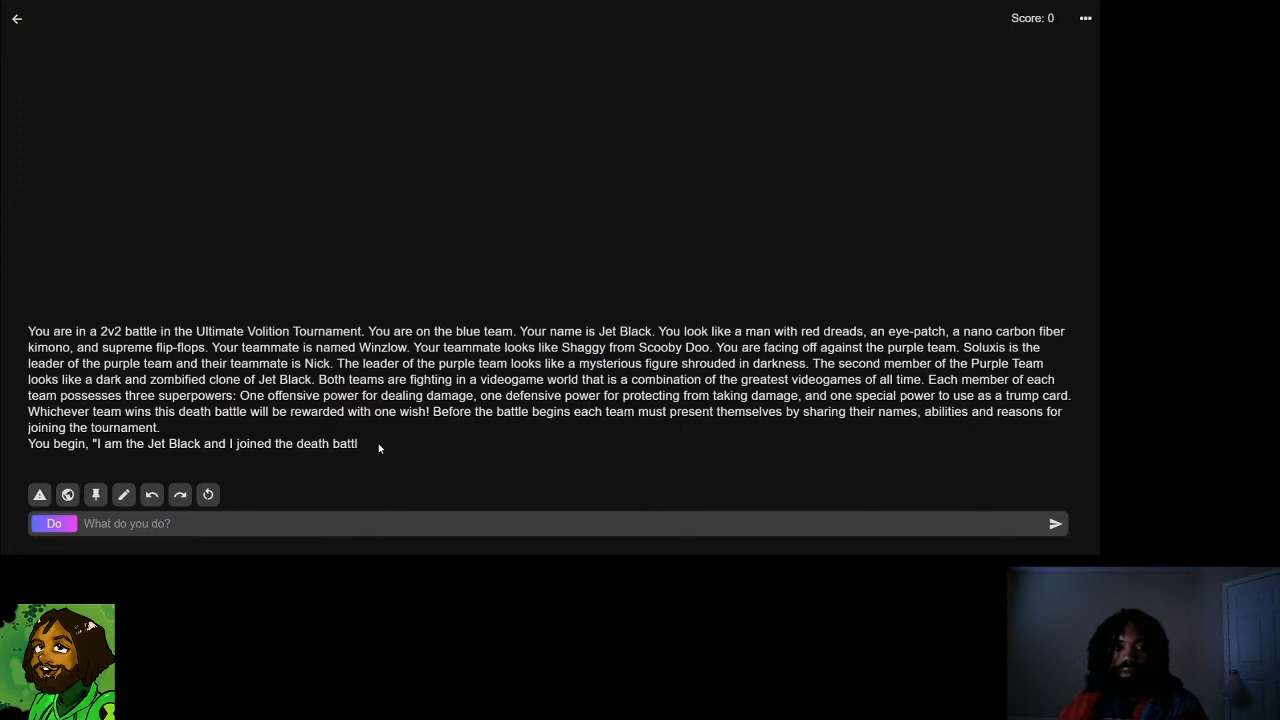 Score: 0
You are in a 2v2 battle in the Ultimate Volition Tournament. You are on the blue team. Your name is Jet Black. You look like a man with red dreads, an eye-patch, a nano carbon fiber
kimono, and supreme flip-flops. Your teammate is named Winzlow. Your teammate looks like Shaggy from Scooby Doo. You are facing off against the purple team. Soluxis is the
leader of the purple team and their teammate is Nick. The leader of the purple team looks like a mysterious figure shrouded in darkness. The second member of the Purple Team
looks like a dark and zombified clone of Jet Black. Both teams are fighting in a videogame world that is a combination of the greatest videogames of all time. Each member of each
team possesses three superpowers: One offensive power for dealing damage, one defensive power for protecting from taking damage, and one special power to use as a trump card.
Whichever team wins this death battle will be rewarded with one wish! Before the battle begins each team must present themselves by sharing their names, abilities and reasons for
joining the tournament.
You begin, "I am the Jet Black and I joined the death battl
Do What do you do?